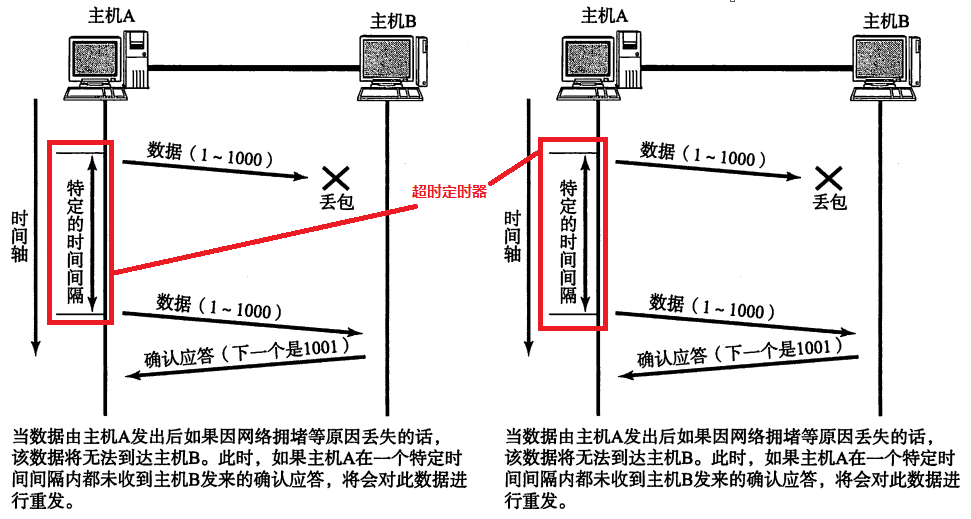 主机A
主机B
数据（1～1000）
丢包
特定的时间间隔
时间轴
数据（1～1000）
确认应答（下一个是1001）
当数据由主机A发出后如果因网络拥堵等原因丢失的话，
该数据将无法到达主机B。此时，如果主机A在一个特定时
间间隔内都未收到主机B发来的确认应答，将会对此数据进
行重发。
超时定时器
主机A
主机B
数据（1～1000）
丢包
特定的时间间隔
时间轴
数据（1～1000）
确认应答（下一个是1001）
当数据由主机A发出后如果因网络拥堵等原因丢失的话，
该数据将无法到达主机B。此时，如果主机A在一个特定时
间间隔内都未收到主机B发来的确认应答，将会对此数据进
行重发。